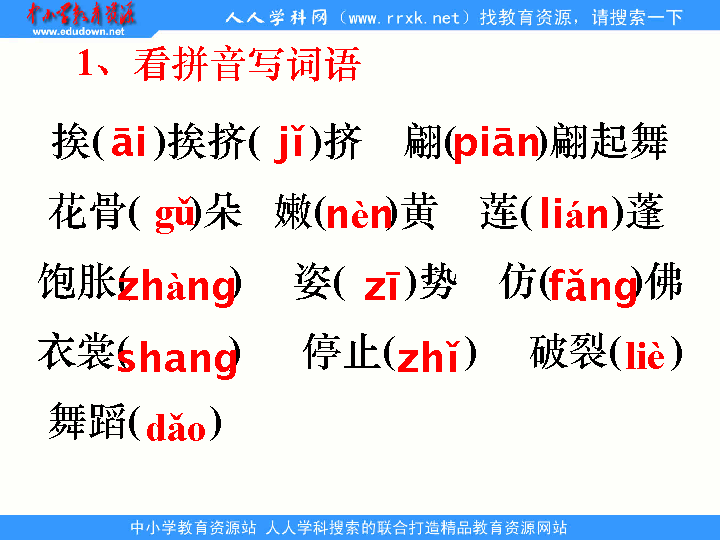 中小学教育资源
www.edudown.net
人人学科网（www.rrxk.net）找教育资源，请搜索一下
1、看拼音写词语
挨(āi)挨挤(jǐ)挤 翩(piān)翩起舞
花骨(gǔ)朵 嫩(nèn)黄 莲(lián)蓬
饱胀(zhàng) 姿(zī)势 仿(fǎng)佛
衣裳(shang) 停止(zhǐ) 破裂(liè)
舞蹈(dǎo)
中小学教育资源站 人人学科搜索的联合打造精品教育资源网站